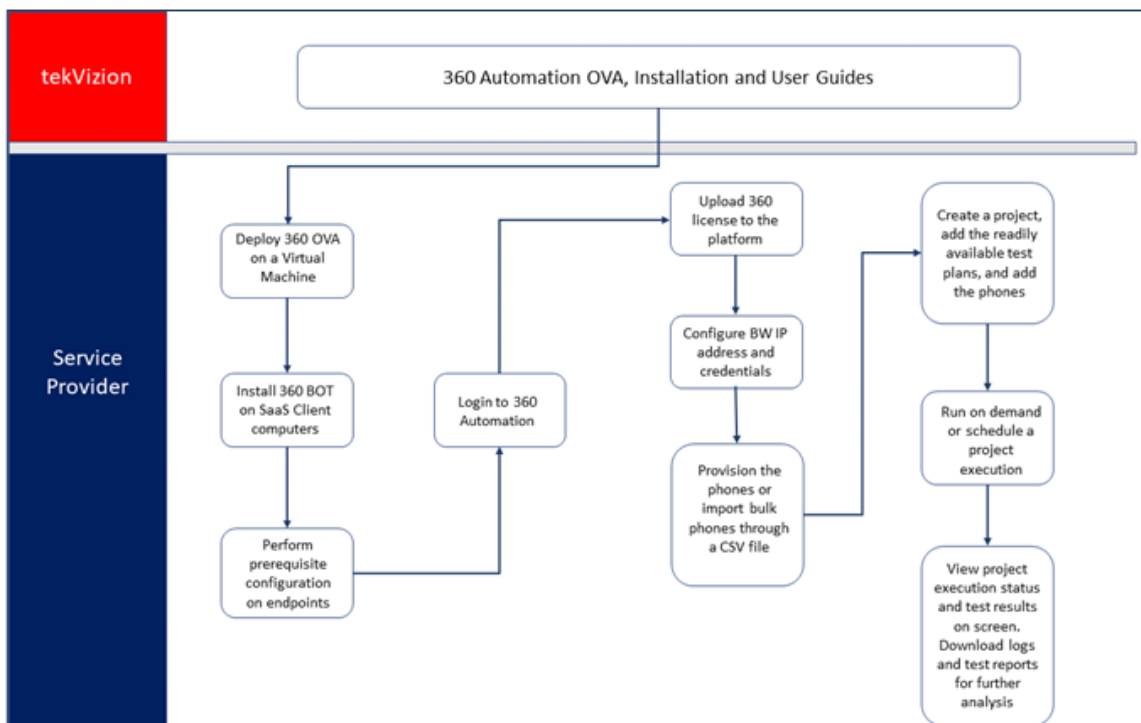 tekVizion
360 Automation OVA, Installation and User Guides
Service
Provider
Deploy 360 OVA
on a Virtual
Machine
Install 360 BOT
on SaaS Client
computers
Perform
prerequisite
configuration
on endpoints
Login to 360
Automation
Upload 360
license to the
platform
Configure BW IP
address and
credentials
Provision the
phones or
import bulk
phones through
a CSV file
Create a project,
add the readily
available test
plans, and add
the phones
Run on demand
or schedule a
project
execution
View project
execution status
and test results
on screen.
Download logs
and test reports
for further
analysis